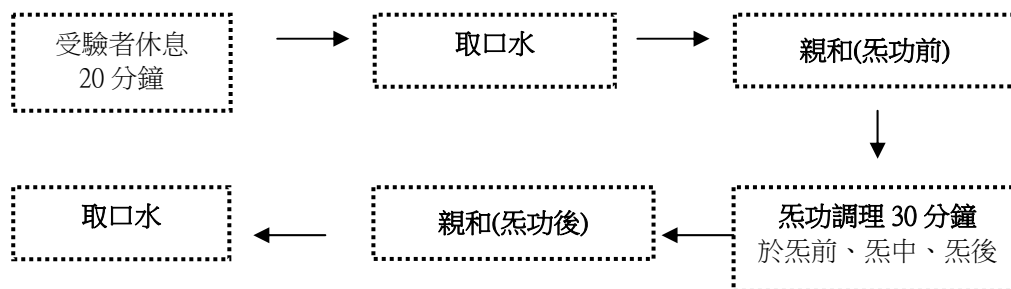 受驗者休息
20 分鐘
取口水
親和(炁功前)
炁功調理 30 分鐘
於炁前、炁中、炁後
親和(炁功後)
取口水